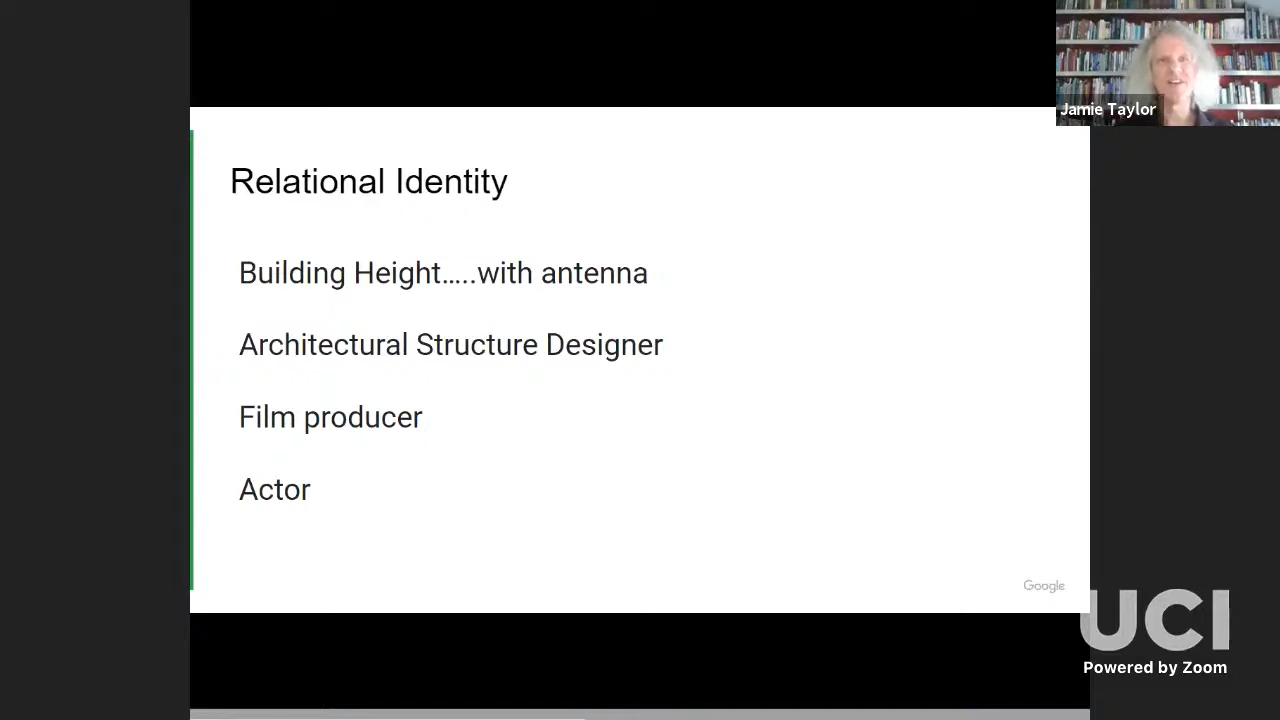 Jamie Taylor
Relational Identity
Building Height…..with antenna
Architectural Structure Designer
Film producer
Actor
Google
UCI
Powered by Zoom